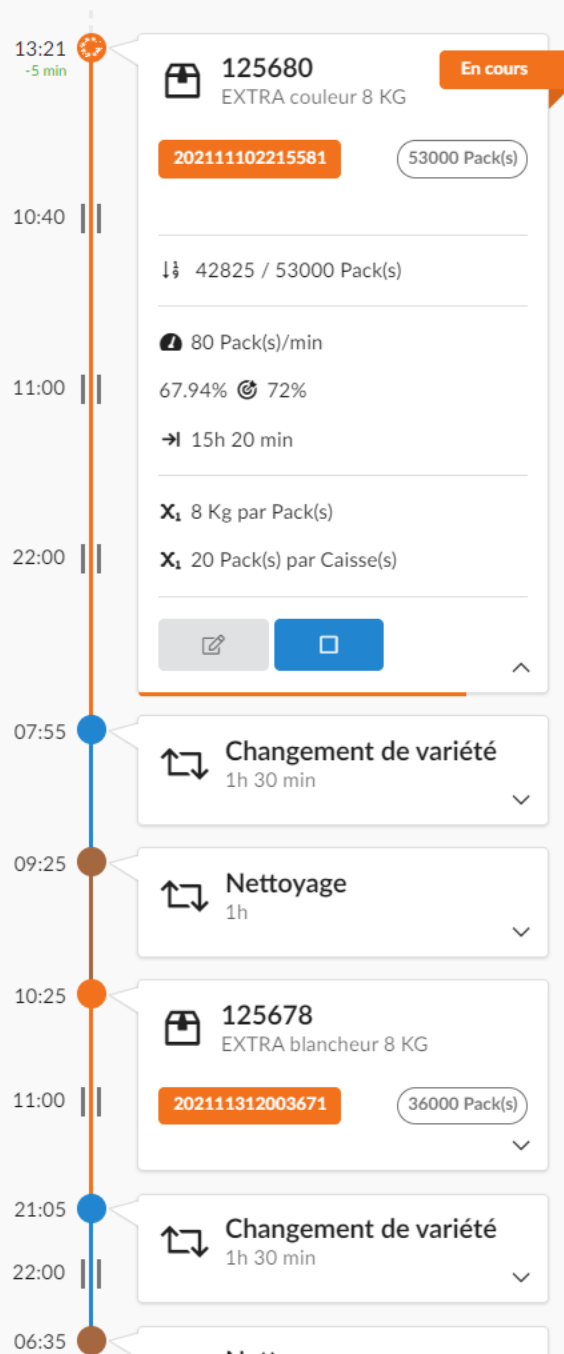 13:21
-5 min
125680
En cours
EXTRA couleur 8 KG
202111102215581
53000 Pack(s)
10:40
42825 / 53000 Pack(s)
80 Pack(s)/min
11:00
67.94% 72%
15h 20 min
X₁ 8 Kg par Pack(s)
22:00
X₁ 20 Pack(s) par Caisse(s)
07:55
Changement de variété
1h 30 min
09:25
Nettoyage
1h
10:25
125678
EXTRA blancheur 8 KG
11:00
202111312003671
36000 Pack(s)
21:05
Changement de variété
1h 30 min
22:00
06:35